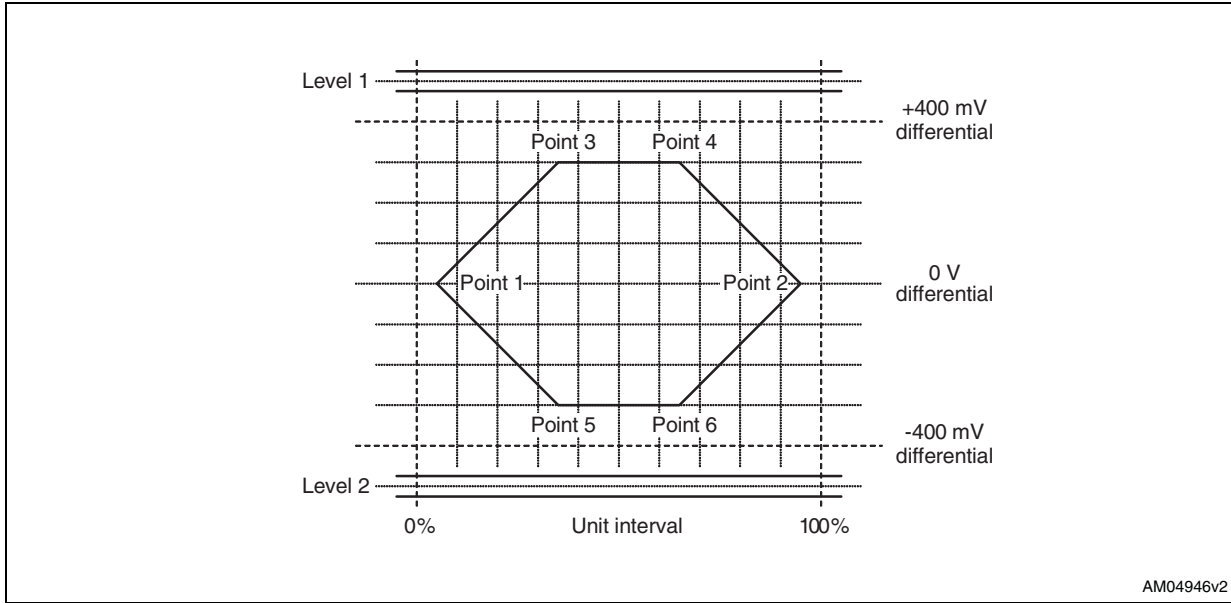 Level 1
+400 mV
differential
Point 3
Point 4
Point 1
Point 2
0 V
differential
Point 5
Point 6
-400 mV
differential
Level 2
0%
Unit interval
100%
AM04946v2